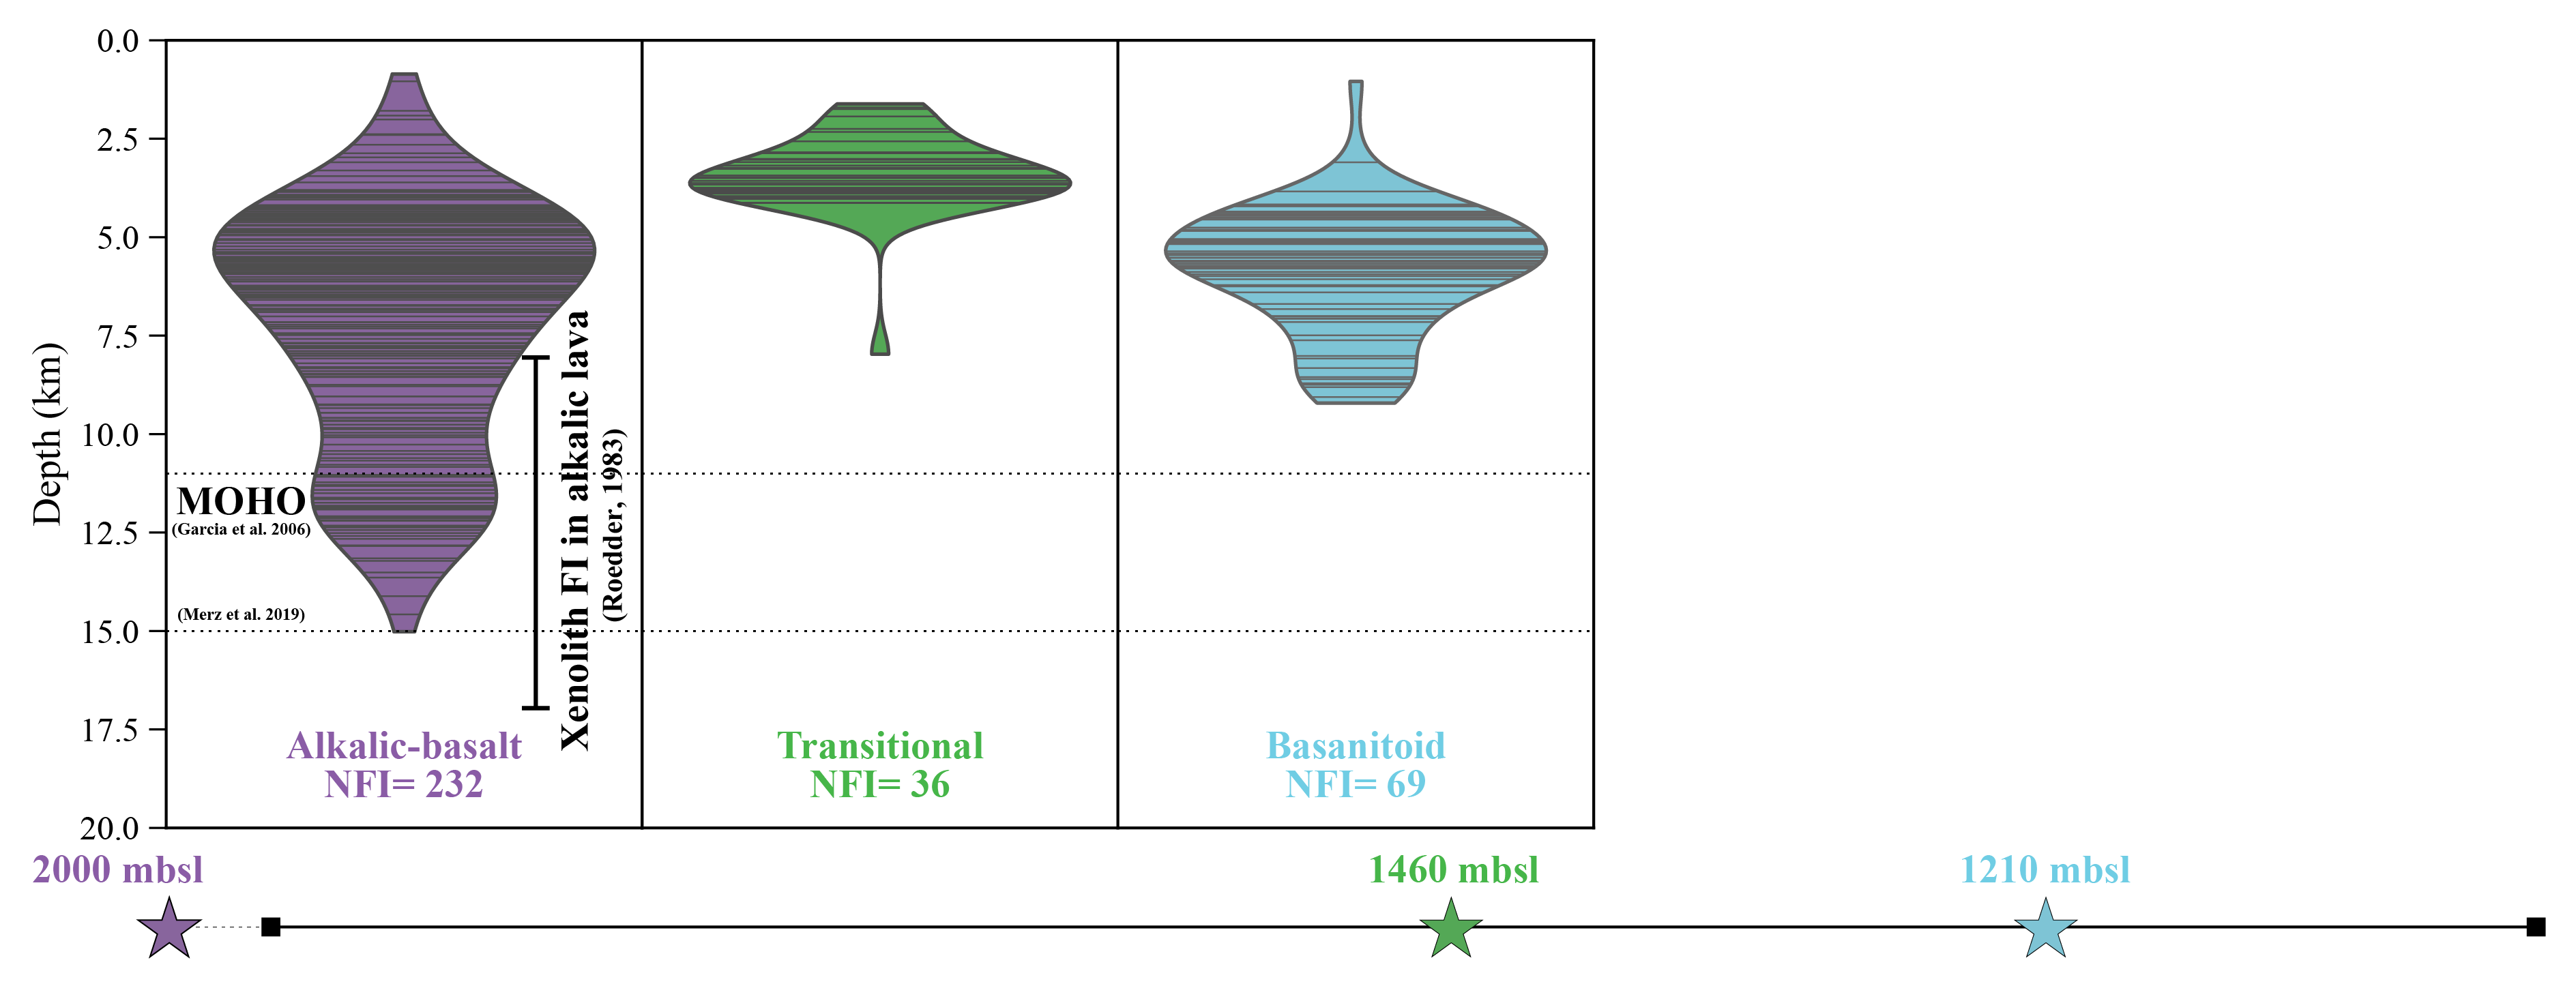 0.0
2.5
5.0
7.5
10.0
12.5
15.0
17.5
20.0
Depth (km)
MOHO
(Garcia et al. 2006)
(Merz et al. 2019)
Xenolith FI in alkalic lava
(Roedder, 1983)
Alkalic-basalt
NFI= 232
Transitional
NFI= 36
Basanitoid
NFI= 69
2000 mbsl
1460 mbsl
1210 mbsl